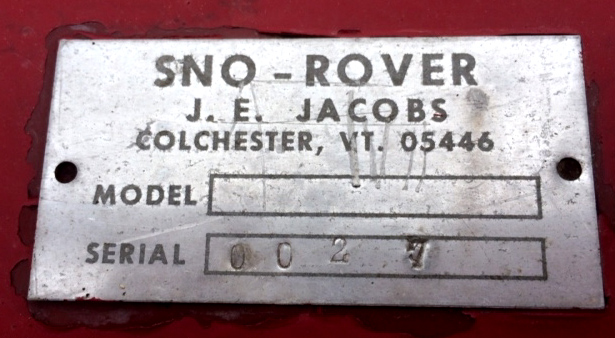 SNO-ROVER
J. E. JACOBS
COLCHESTER, VT. 05446
MODEL
SERIAL 0027